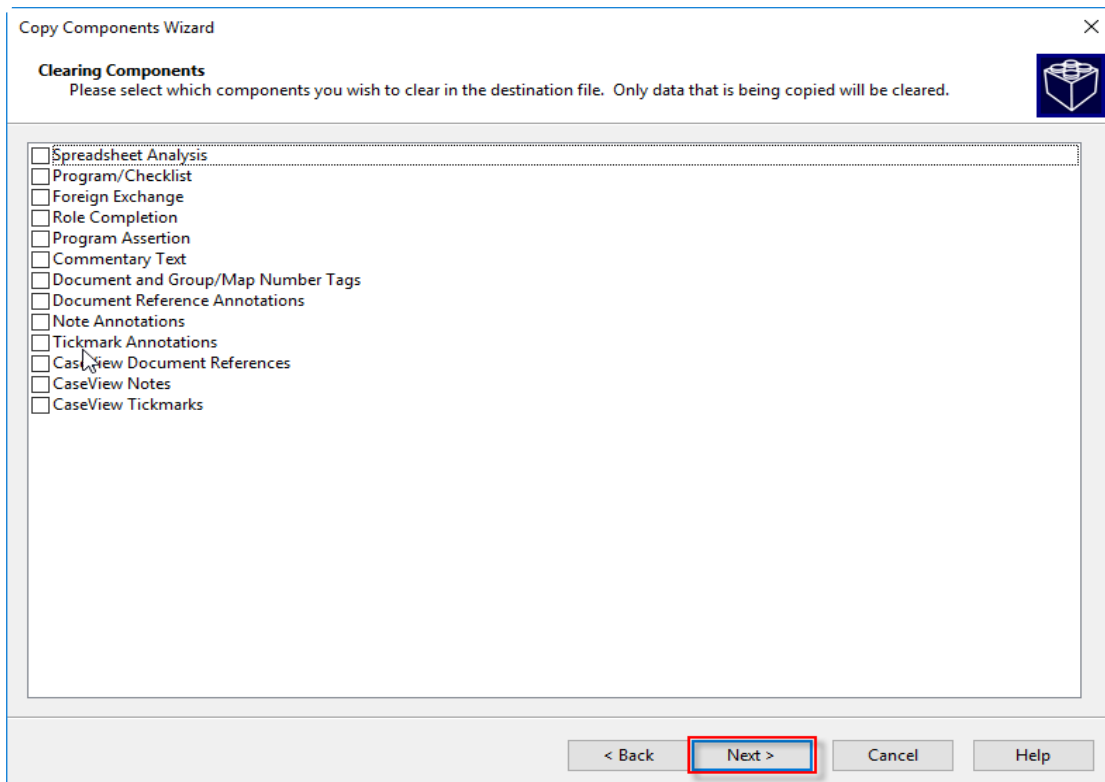 Copy Components Wizard
Clearing Components
Please select which components you wish to clear in the destination file. Only data that is being copied will be cleared.
Spreadsheet Analysis
Program/Checklist
Foreign Exchange
Role Completion
Program Assertion
Commentary Text
Document and Group/Map Number Tags
Document Reference Annotations
Note Annotations
Tickmark Annotations
CaseView Document References
CaseView Notes
CaseView Tickmarks
< Back Next > Cancel Help